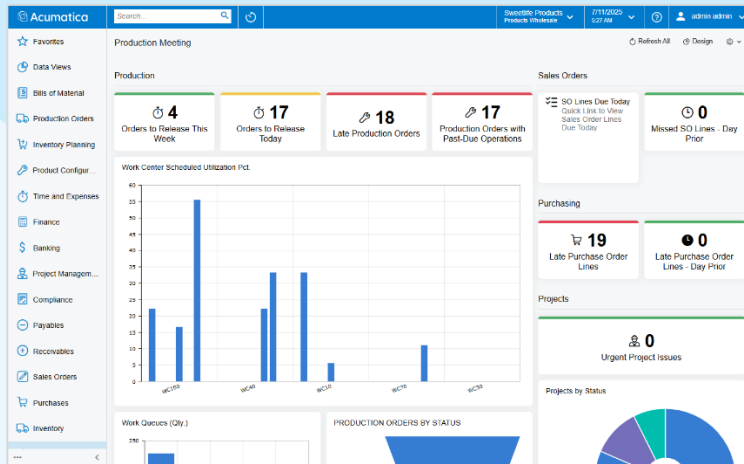 Acumatica
Search...
Sweetlife Products
Products Wholesale
7/11/2025
5:27 AM
admin admin
Favorites
Data Views
Bills of Material
Production Orders
Inventory Planning
Product Configur...
Time and Expenses
Finance
Banking
Project Managem...
Compliance
Payables
Receivables
Sales Orders
Purchases
Inventory
...
Production Meeting
Refresh All
Design
Production
4
Orders to Release This
Week
17
Orders to Release
Today
18
Late Production Orders
17
Production Orders with
Past-Due Operations
Work Center Scheduled Utilization Pct.
60
55
50
45
40
35
30
25
20
15
10
5
0
WC100
WC40
WC10
WC70
WC30
Work Queues (Qty.)
250
PRODUCTION ORDERS BY STATUS
Sales Orders
SO Lines Due Today
Quick Link to View
Sales Order Lines
Due Today
0
Missed SO Lines - Day
Prior
Purchasing
19
Late Purchase Order
Lines
0
Late Purchase Order
Lines - Day Prior
Projects
0
Urgent Project Issues
Projects by Status